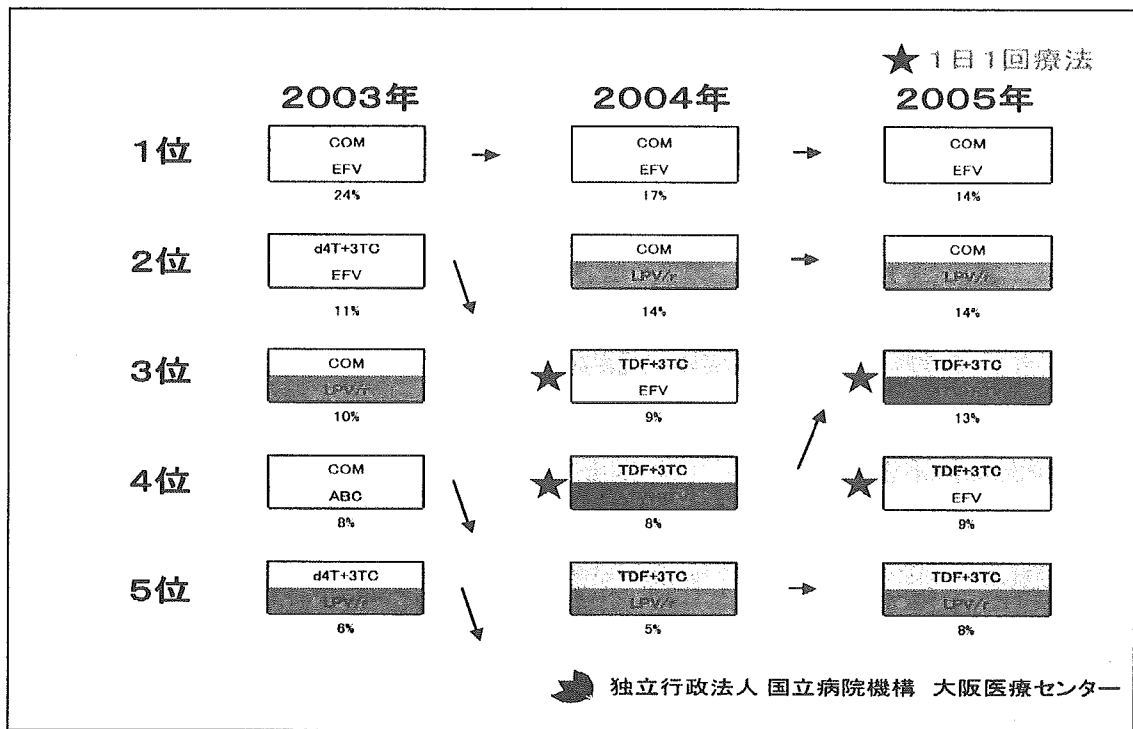 ★１日１回療法
2003年 2004年 2005年
1位
COM
EFV
24%
COM
EFV
17%
COM
EFV
14%
2位
d4T+3TC
EFV
11%
COM
LPV/r
14%
COM
LPV/r
14%
3位
COM
LPV/r
10%
TDF+3TC
EFV
9%
TDF+3TC
13%
4位
COM
ABC
8%
TDF+3TC
8%
TDF+3TC
EFV
9%
5位
d4T+3TC
LPV/r
6%
TDF+3TC
LPV/r
5%
TDF+3TC
LPV/r
8%
独立行政法人 国立病院機構 大阪医療センター